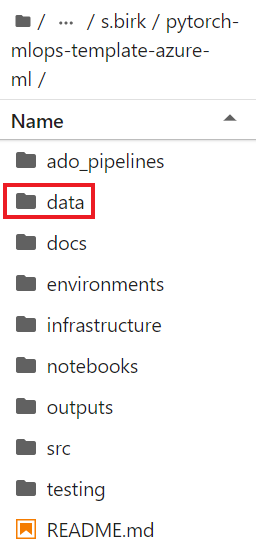 / ··· / s.birk / pytorch-
mlops-template-azure-
ml /
Name
ado_pipelines
data
docs
environments
infrastructure
notebooks
outputs
src
testing
README.md